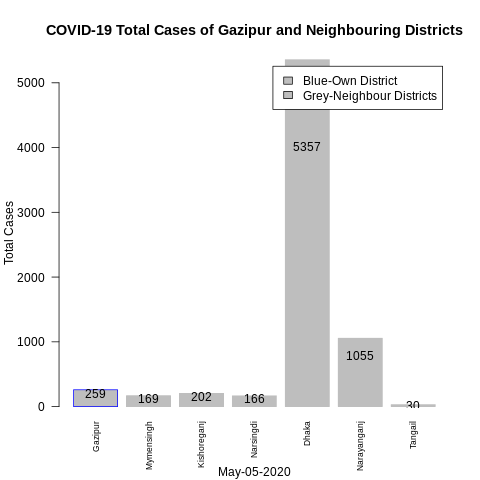 COVID-19 Total Cases of Gazipur and Neighbouring Districts
Total Cases
5000
4000
3000
2000
1000
0
Blue-Own District
Grey-Neighbour Districts
259
169
202
166
5357
1055
30
Gazipur
Mymensingh
Kishoreganj
Narsingdi
Dhaka
Narayanganj
Tangail
May-05-2020